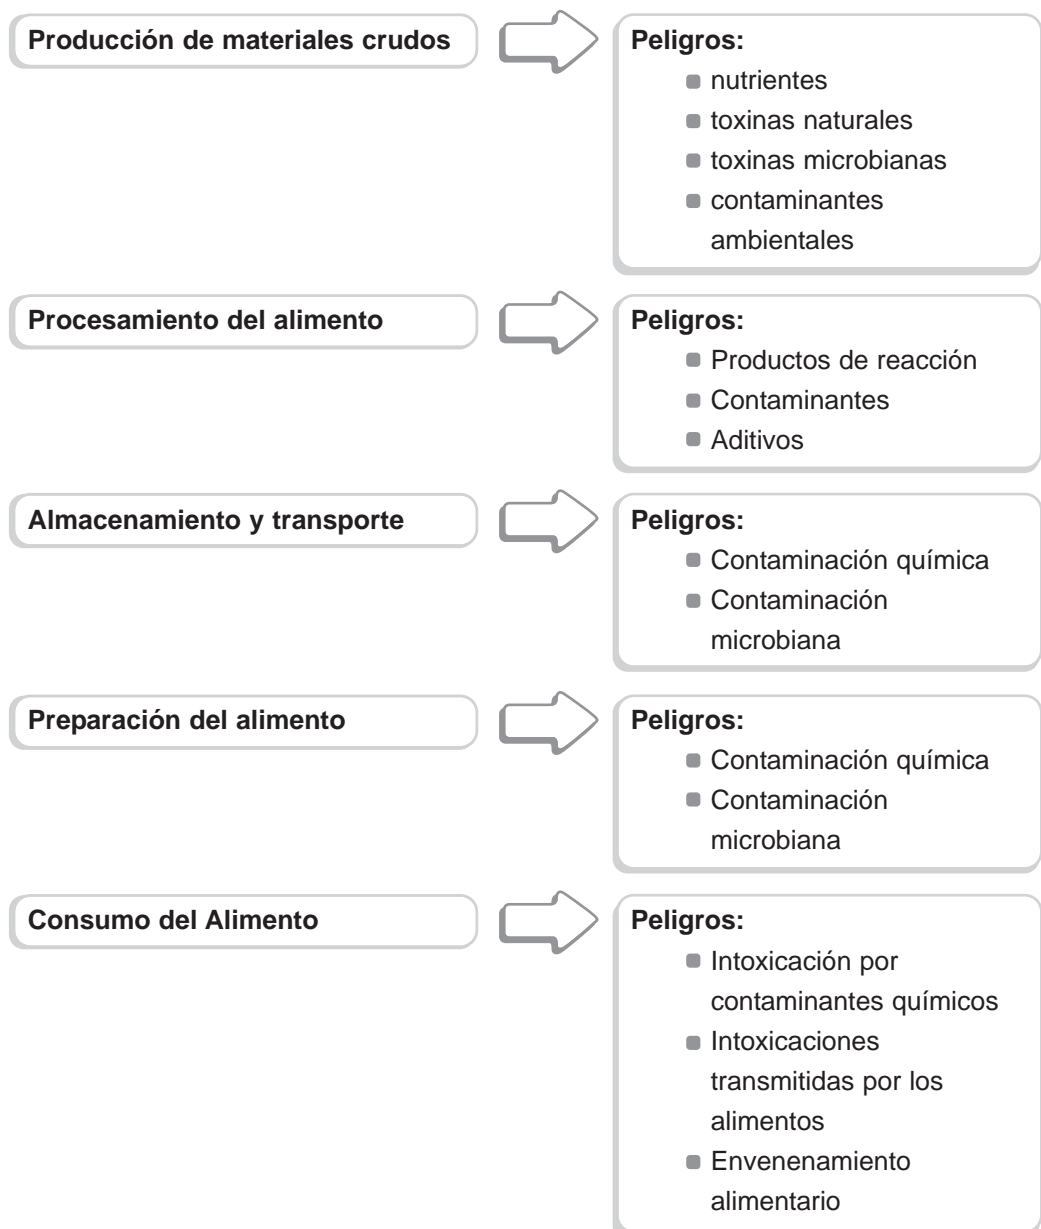 Producción de materiales crudos
Peligros:
nutrientes
toxinas naturales
toxinas microbianas
contaminantes
ambientales
Procesamiento del alimento
Peligros:
Productos de reacción
Contaminantes
Aditivos
Almacenamiento y transporte
Peligros:
Contaminación química
Contaminación
microbiana
Preparación del alimento
Peligros:
Contaminación química
Contaminación
microbiana
Consumo del Alimento
Peligros:
Intoxicación por
contaminantes químicos
Intoxicaciones
transmitidas por los
alimentos
Envenenamiento
alimentario